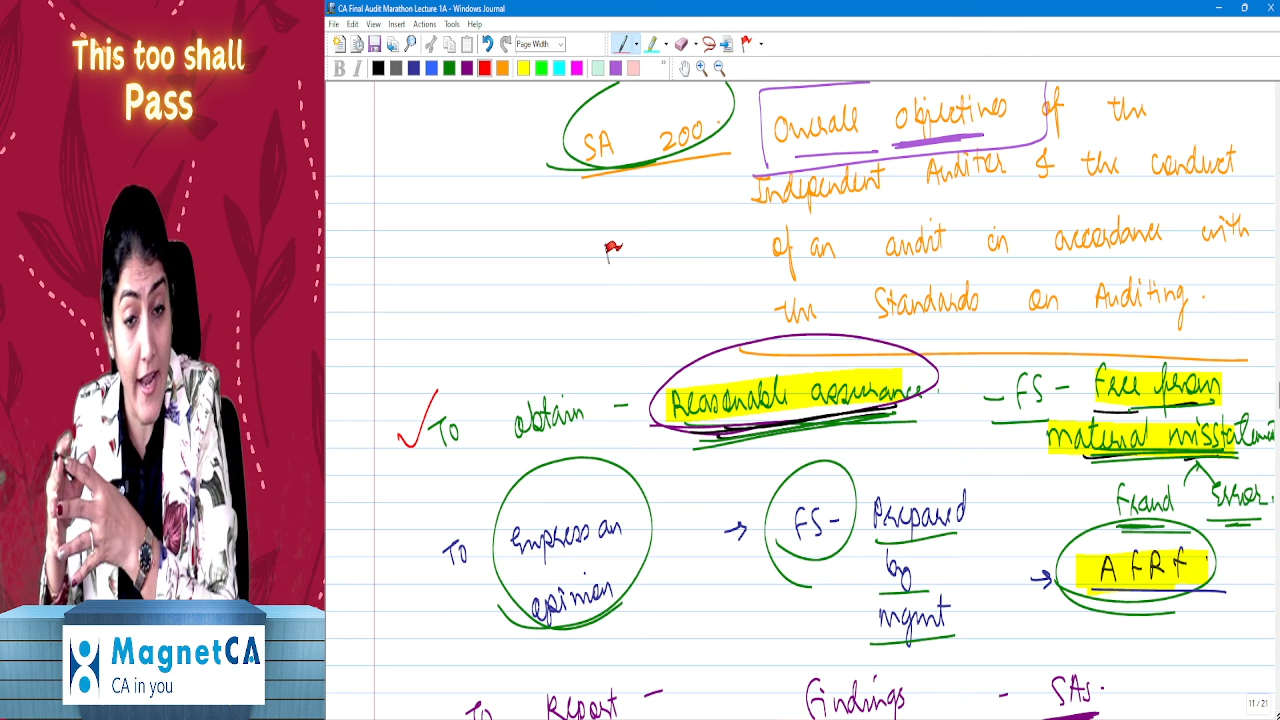 This too shall
Pass
MagnetCA
CA in you
CA Final Audit Marathon Lecture 1A - Windows Journal
File Edit View Insert Actions Tools Help
Page Width
B I
SA 200.
Overall objectives of the
Independent Auditor & the conduct
of an audit in accordance with
the Standards on Auditing.
To obtain - Reasonable assurance. - FS - free from
material misstatement
Fraud Error.
To express an opinion → FS - Prepared by mgmt → AFRF.
To Report - findings - SAs.
11 / 21